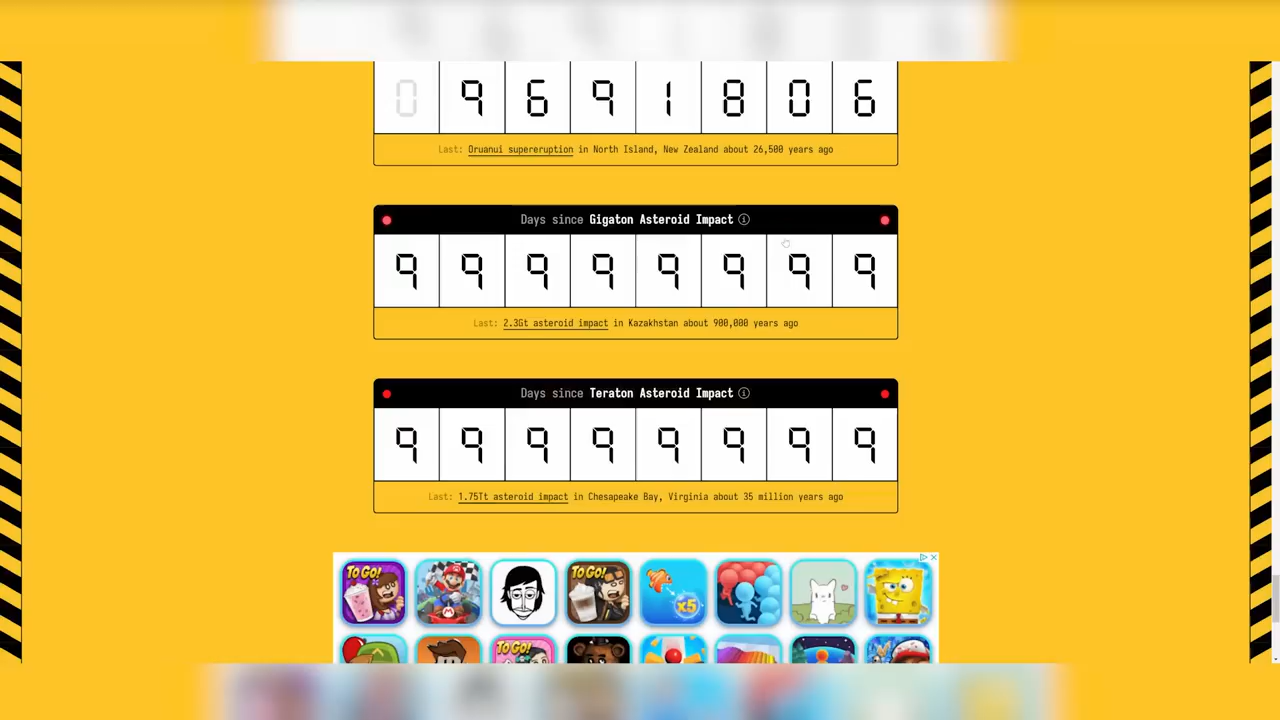 0 9 6 9 1 8 0 6
Last: Oruanui supereruption in North Island, New Zealand about 26,500 years ago
Days since Gigaton Asteroid Impact
9 9 9 9 9 9 9 9
Last: 2.3Gt asteroid impact in Kazakhstan about 900,000 years ago
Days since Teraton Asteroid Impact
9 9 9 9 9 9 9 9
Last: 1.75Tt asteroid impact in Chesapeake Bay, Virginia about 35 million years ago
TO GO! TO GO! x5
TO GO!